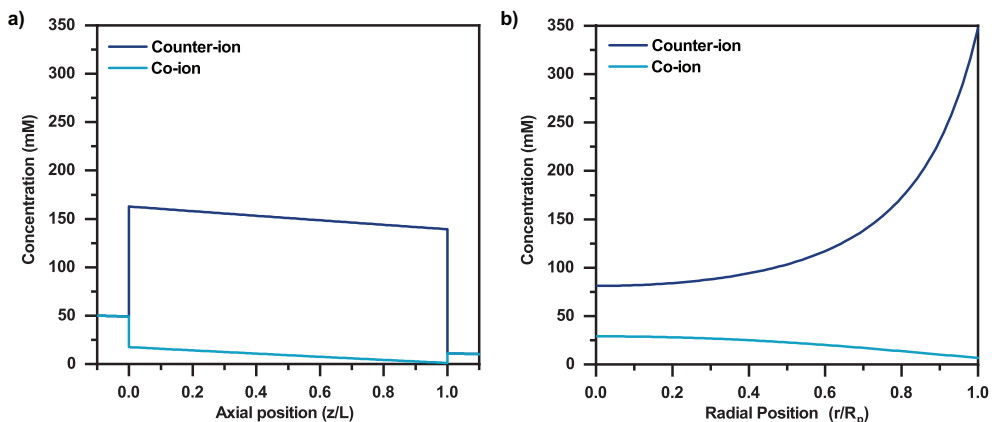 a)
Counter-ion
Co-ion
Concentration (mM)
350
300
250
200
150
100
50
0
0.0 0.2 0.4 0.6 0.8 1.0
Axial position (z/L)
b)
Counter-ion
Co-ion
Concentration (mM)
350
300
250
200
150
100
50
0
0.0 0.2 0.4 0.6 0.8 1.0
Radial Position (r/Rp)